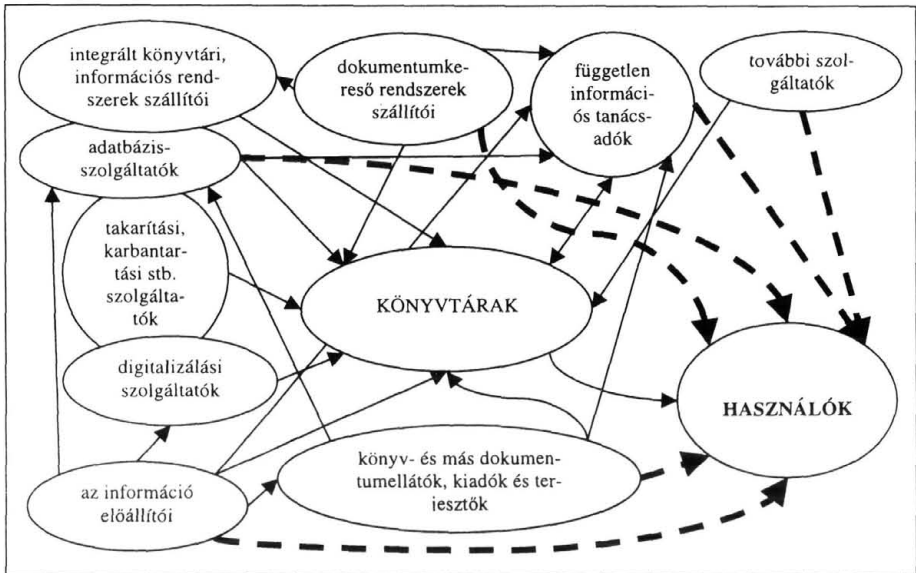 integrált könyvtári,
információs rend-
szerek szállítói
dokumentumke-
reső rendszerek
szállítói
független
információ-
ós tanács-
adók
további szol-
gáltatók
adatbázis-
szolgáltatók
takarítási,
karbantar-
tási stb.
szolgálta-
tók
KÖNYVTÁRAK
digitalizálási
szolgáltatók
HASZNÁLÓK
az információ
előállítói
könyv- és más dokumen-
tumellátók, kiadók és ter-
jesztők